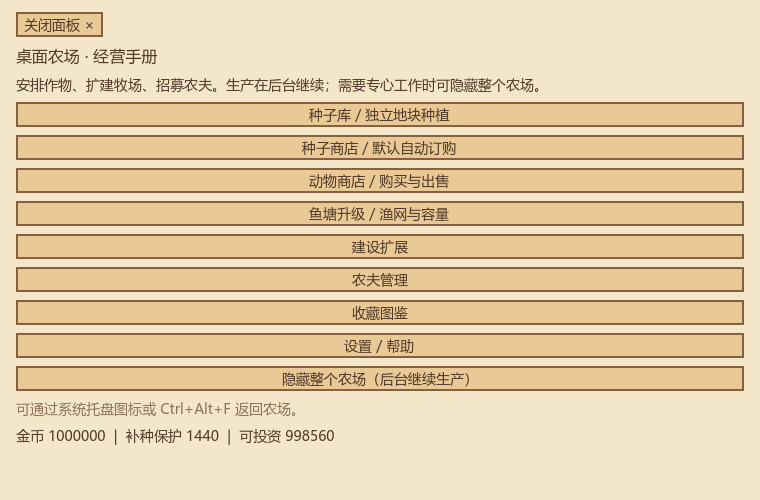 关闭面板 ×
桌面农场 · 经营手册
安排作物、扩建牧场、招募农夫。生产在后台继续；需要专心工作时可隐藏整个农场。
种子库 / 独立地块种植
种子商店 / 默认自动订购
动物商店 / 购买与出售
鱼塘升级 / 渔网与容量
建设扩展
农夫管理
收藏图鉴
设置 / 帮助
隐藏整个农场（后台继续生产）
可通过系统托盘图标或 Ctrl+Alt+F 返回农场。
金币 1000000 | 补种保护 1440 | 可投资 998560